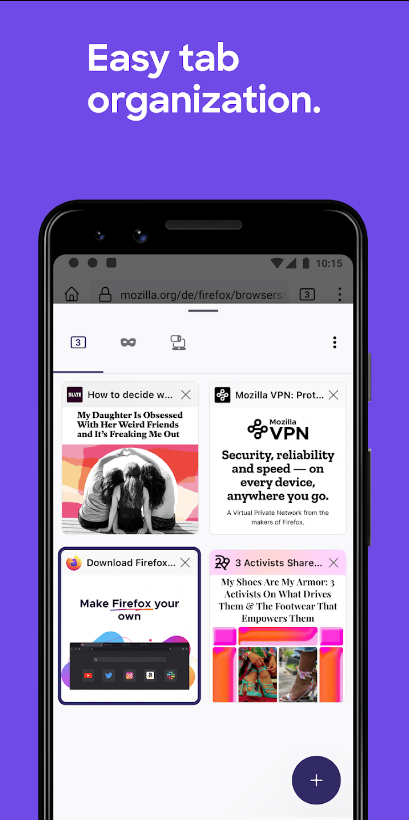 Easy tab
organization.
10:15
mozilla.org/de/firefox/browsers/
3
3
SLATE
How to decide w...
My Daughter Is Obsessed
With Her Weird Friends
and It's Freaking Me Out
Mozilla VPN: Prot...
Mozilla
VPN
Security, reliability
and speed — on
every device,
anywhere you go.
A Virtual Private Network from the
makers of Firefox.
Download Firefox...
Make Firefox your
own
3 Activists Share...
My Shoes Are My Armor: 3
Activists On What Drives
Them & The Footwear That
Empowers Them